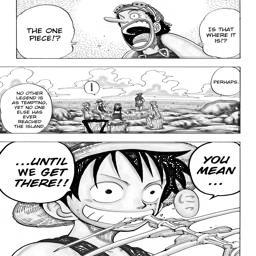 IS THAT
WHERE IT
IS!?
THE ONE
PIECE!?
PERHAPS.
NO OTHER
LEGEND IS
AS TEMPTING,
YET NO ONE
ELSE HAS
EVER
REACHED
THE ISLAND
!
YOU
MEAN
...
...UNTIL
WE GET
THERE!!